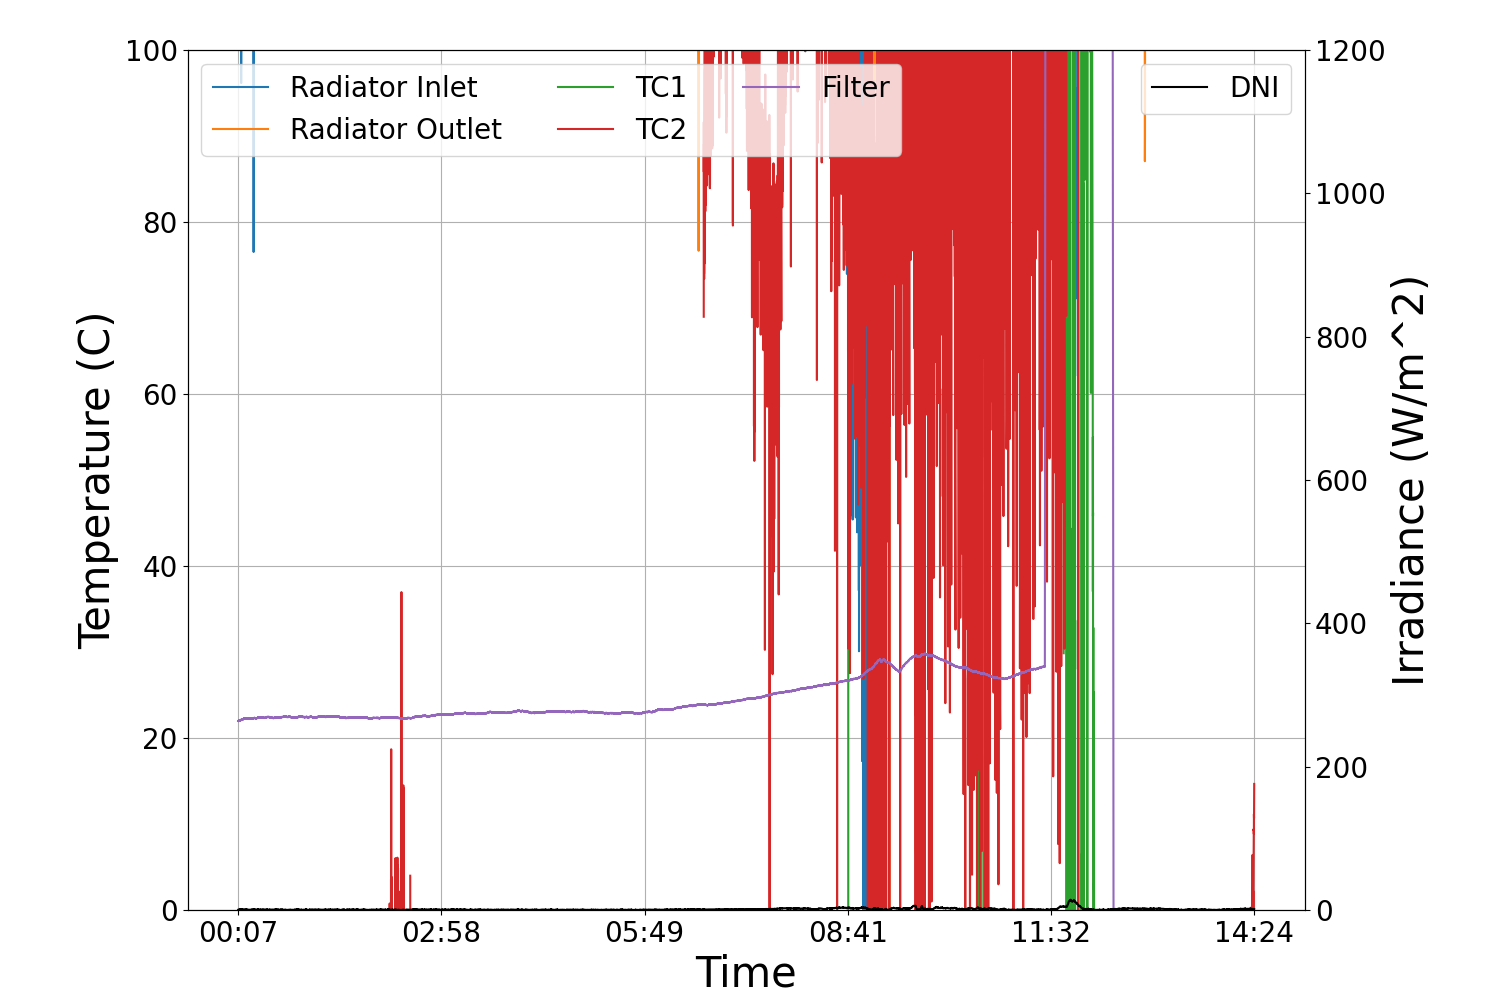 100
80
60
40
20
0
Temperature (C)
Radiator Inlet
Radiator Outlet
TC1
TC2
Filter
DNI
1200
1000
800
600
400
200
0
Irradiance (W/m^2)
00:07
02:58
05:49
08:41
11:32
14:24
Time